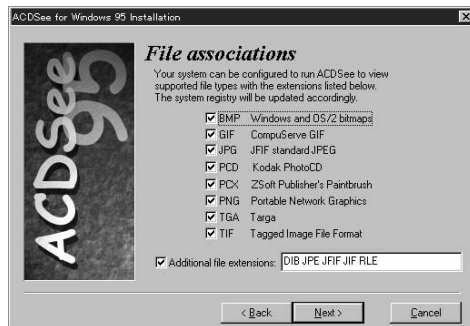 ACDSee for Windows 95 Installation
ACDSee
95
File associations
Your system can be configured to run ACDSee to view
supported file types with the extensions listed below.
The system registry will be updated accordingly.
BMP Windows and OS/2 bitmaps
GIF CompuServe GIF
JPG JFIF standard JPEG
PCD Kodak PhotoCD
PCX ZSoft Publisher's Paintbrush
PNG Portable Network Graphics
TGA Targa
TIF Tagged Image File Format
Additional file extensions: DIB JPE JFIF JIF RLE
< Back
Next >
Cancel